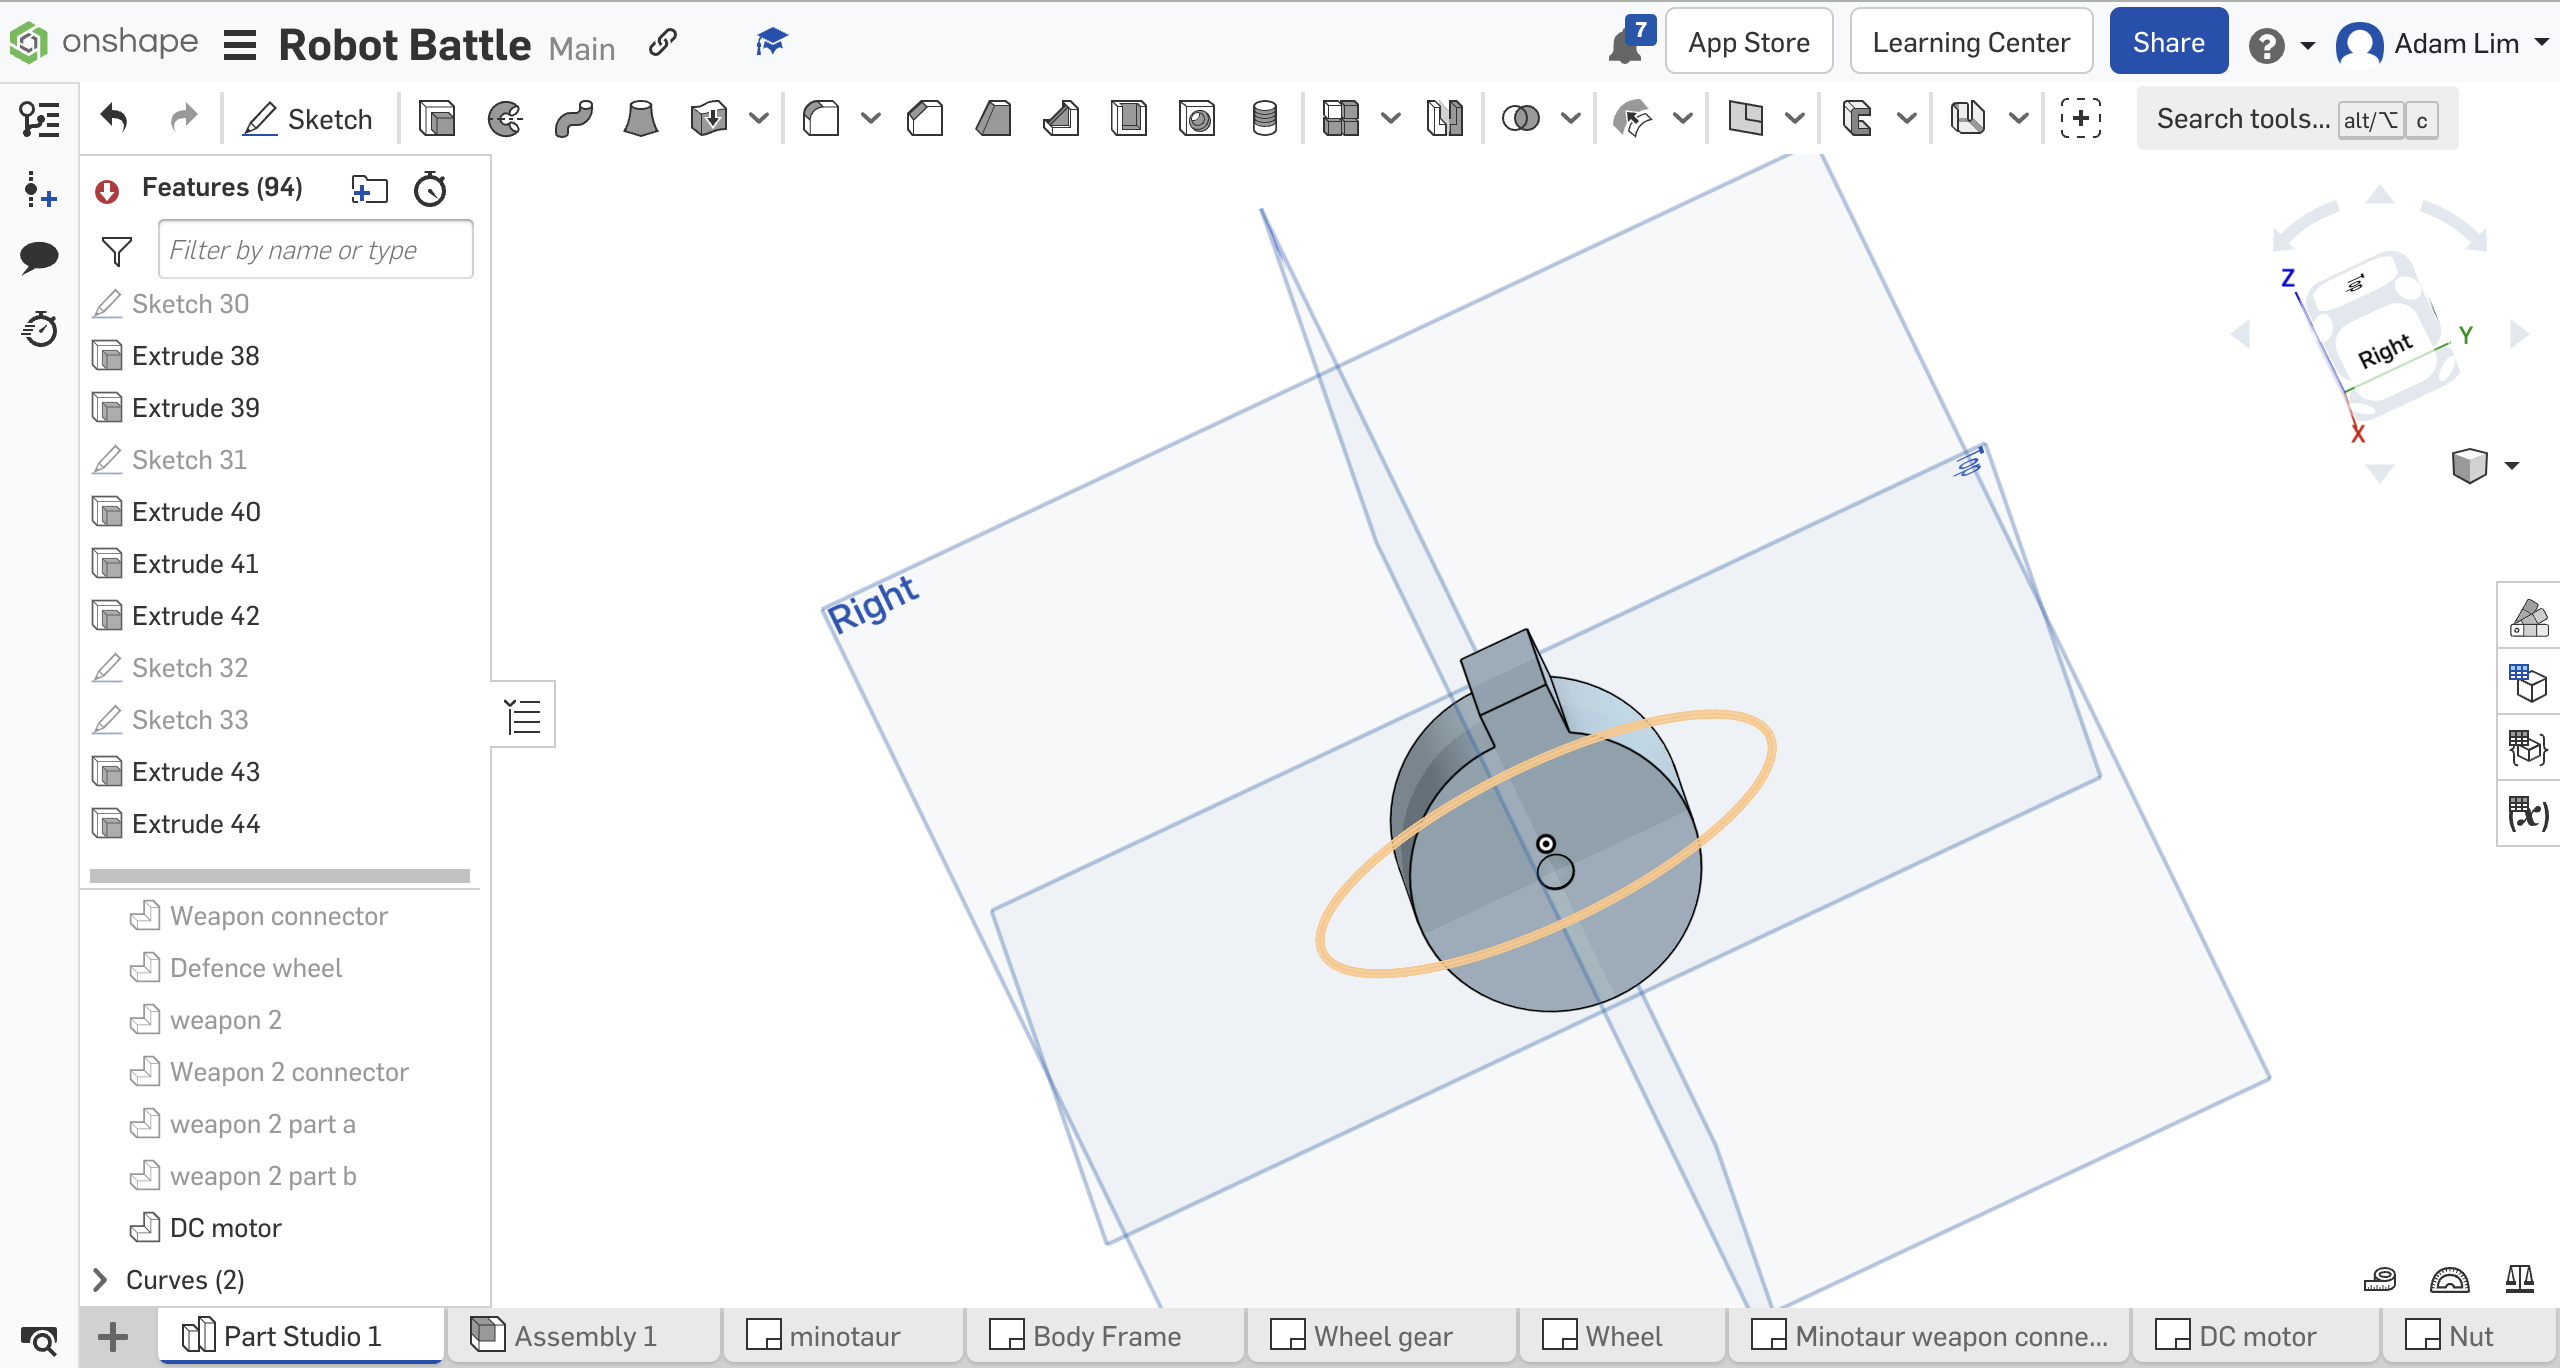 onshape Robot Battle Main 7 App Store Learning Center Share Adam Lim
Sketch Search tools... alt/⌥ c
Features (94)
Filter by name or type
Sketch 30
Extrude 38
Extrude 39
Sketch 31
Extrude 40
Extrude 41
Extrude 42
Sketch 32
Sketch 33
Extrude 43
Extrude 44
Weapon connector
Defence wheel
weapon 2
Weapon 2 connector
weapon 2 part a
weapon 2 part b
DC motor
Curves (2)
Right
Z
Y
Right
X
Part Studio 1 Assembly 1 minotaur Body Frame Wheel gear Wheel Minotaur weapon conne... DC motor Nut